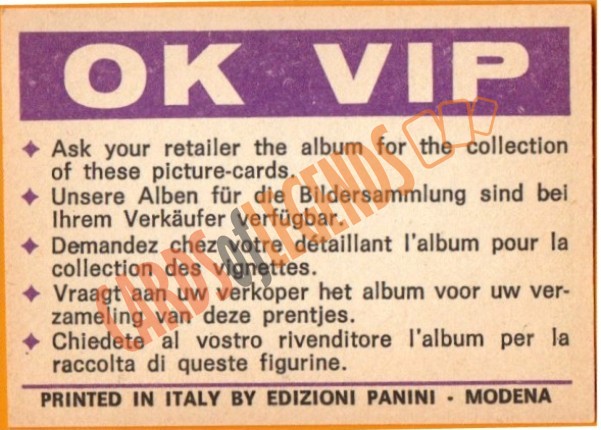 OK VIP
✦ Ask your retailer the album for the collection
of these picture-cards.
✦ Unsere Alben für die Bildersammlung sind bei
Ihrem Verkäufer verfügbar.
✦ Demandez chez votre détaillant l'album pour la
collection des vignettes.
✦ Vraagt aan uw verkoper het album voor uw ver-
zameling van deze prentjes.
✦ Chiedete al vostro rivenditore l'album per la
raccolta di queste figurine.
PRINTED IN ITALY BY EDIZIONI PANINI - MODENA
CARDS of LEGENDS